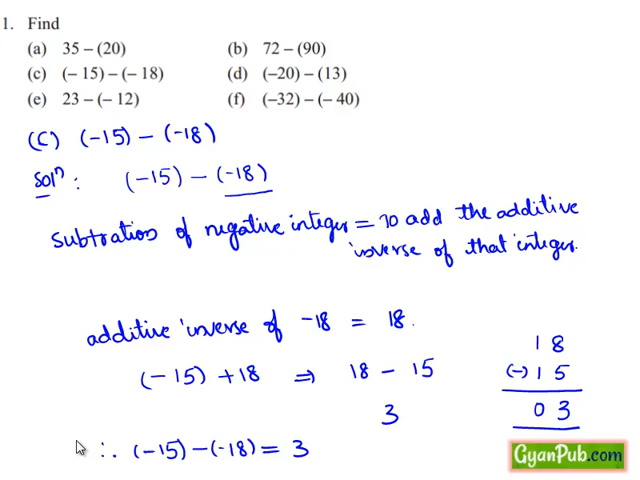 1. Find
(a) 35 – (20) (b) 72 – (90)
(c) (– 15) – (– 18) (d) (–20) – (13)
(e) 23 – (– 12) (f) (–32) – (– 40)
(C) (-15) - (-18)
Solⁿ : (-15) - (-18)
Subtration of negative integer = To add the additive
inverse of that integer.
additive inverse of -18 = 18.
(-15) + 18 ⇒ 18 - 15
3
18
(-) 15
03
∴ (-15) - (-18) = 3
GyanPub.com